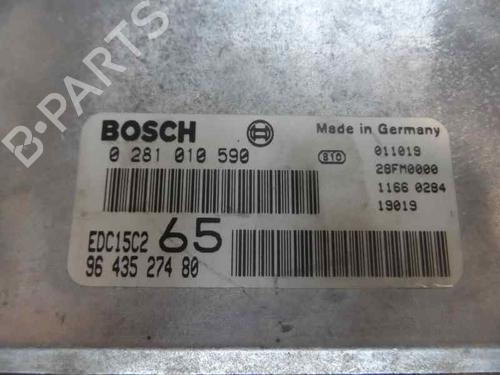 B-PARTS
BOSCH
Made in Germany
0 281 010 590
810
011019
28FM0000
1166 0284
19019
EDC15C2 65
96 435 274 80